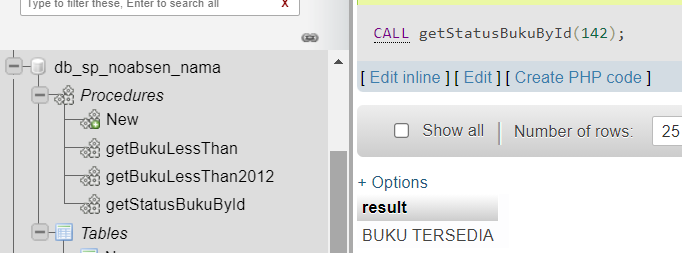 Type to filter these, Enter to search all
X
db_sp_noabsen_nama
Procedures
New
getBukuLessThan
getBukuLessThan2012
getStatusBukuById
Tables
CALL getStatusBukuById(142);
[ Edit inline ] [ Edit ] [ Create PHP code ]
Show all
Number of rows:
25
+ Options
result
BUKU TERSEDIA